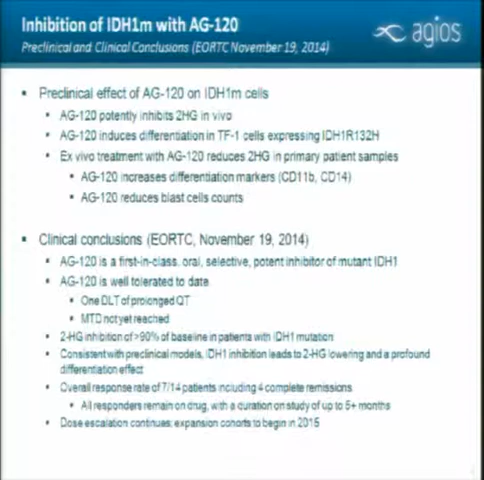 Inhibition of IDH1m with AG-120
Preclinical and Clinical Conclusions (EORTC November 19, 2014)
agios
Preclinical effect of AG-120 on IDH1m cells
AG-120 potently inhibits 2HG in vivo
AG-120 induces differentiation in TF-1 cells expressing IDH1R132H
Ex vivo treatment with AG-120 reduces 2HG in primary patient samples
AG-120 increases differentiation markers (CD11b, CD14)
AG-120 reduces blast cells counts
Clinical conclusions (EORTC, November 19, 2014)
AG-120 is a first-in-class, oral, selective, potent inhibitor of mutant IDH1
AG-120 is well tolerated to date
One DLT of prolonged QT
MTD not yet reached
2-HG inhibition of >90% of baseline in patients with IDH1 mutation
Consistent with preclinical models, IDH1 inhibition leads to 2-HG lowering and a profound
differentiation effect
Overall response rate of 7/14 patients including 4 complete remissions
All responders remain on drug, with a duration on study of up to 5+ months
Dose escalation continues; expansion cohorts to begin in 2015